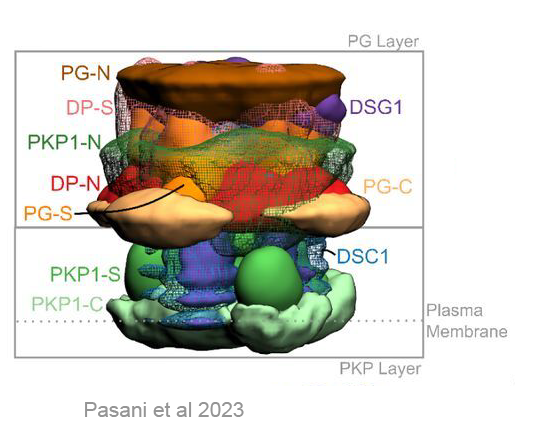 PG Layer
PG-N
DP-S
DSG1
PKP1-N
DP-N
PG-C
PG-S
DSC1
PKP1-S
PKP1-C
Plasma
Membrane
PKP Layer
Pasani et al 2023